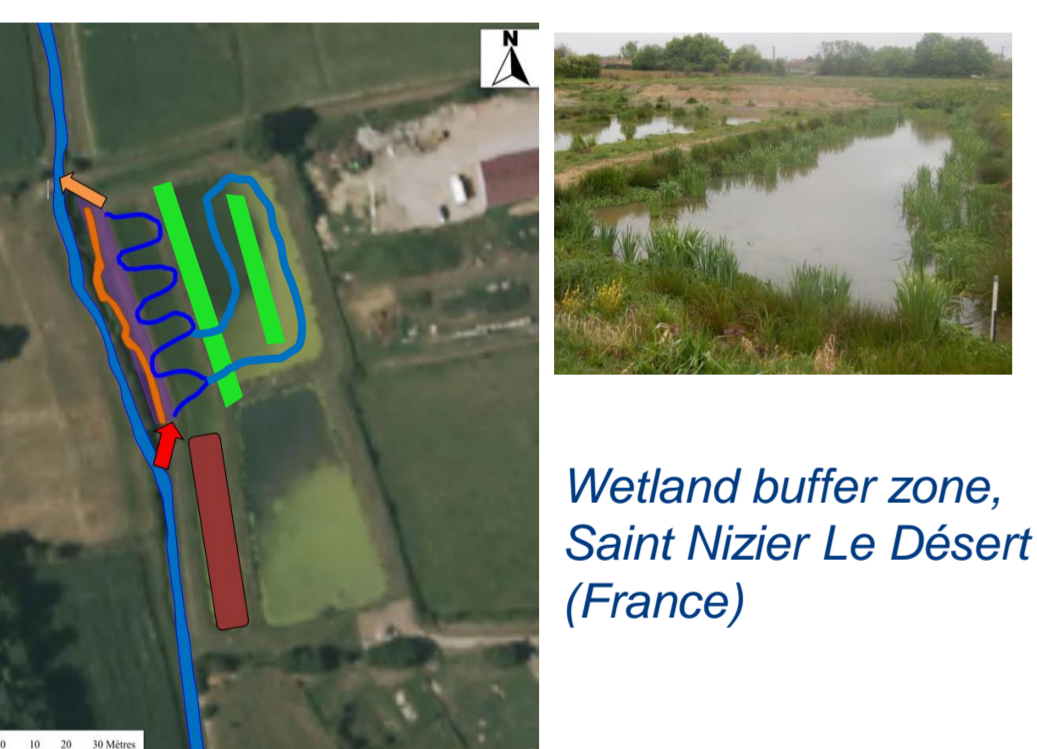 N
0 10 20 30 Mètres
Wetland buffer zone,
Saint Nizier Le Désert
(France)